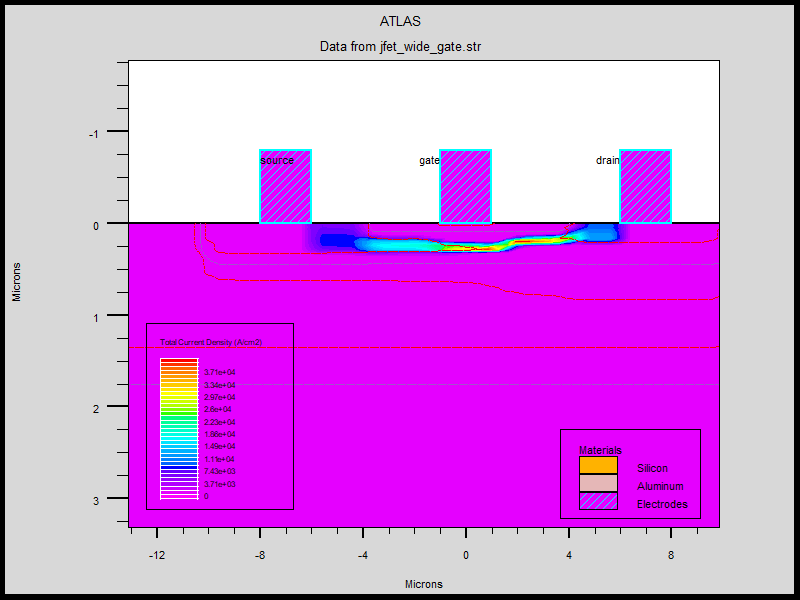 ATLAS
Data from jfet_wide_gate.str
-1
0
1
2
3
Microns
source
gate
drain
Total Current Density (A/cm2)
3.71e+04
3.34e+04
2.97e+04
2.6e+04
2.23e+04
1.86e+04
1.49e+04
1.11e+04
7.43e+03
3.71e+03
0
Materials
Silicon
Aluminum
Electrodes
-12
-8
-4
0
4
8
Microns